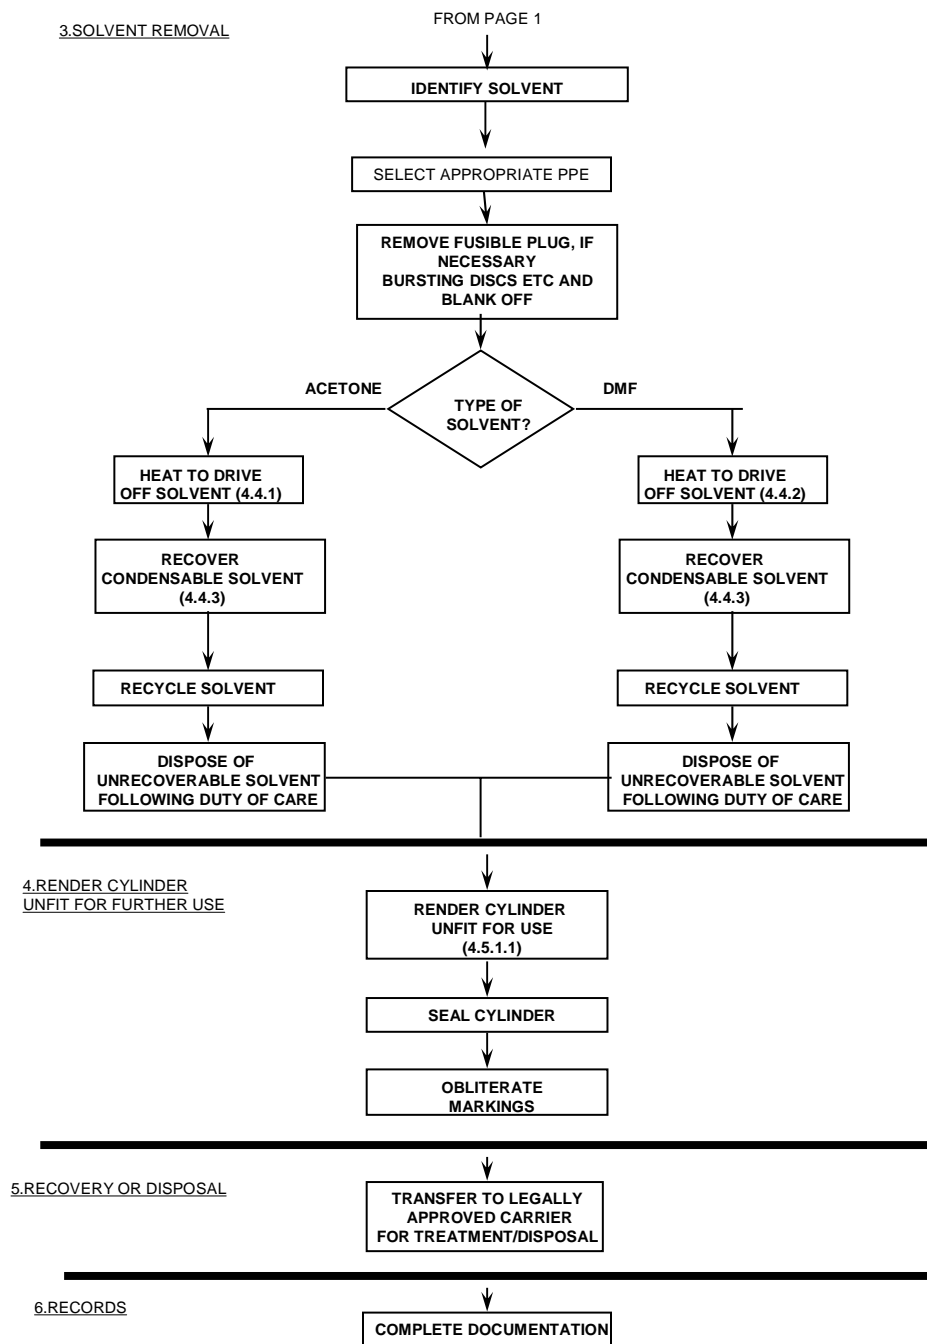 FROM PAGE 1
3.SOLVENT REMOVAL
IDENTIFY SOLVENT
SELECT APPROPRIATE PPE
REMOVE FUSIBLE PLUG, IF
NECESSARY
BURSTING DISCS ETC AND
BLANK OFF
ACETONE
DMF
TYPE OF
SOLVENT?
HEAT TO DRIVE
OFF SOLVENT (4.4.1)
HEAT TO DRIVE
OFF SOLVENT (4.4.2)
RECOVER
CONDENSABLE SOLVENT
(4.4.3)
RECOVER
CONDENSABLE SOLVENT
(4.4.3)
RECYCLE SOLVENT
RECYCLE SOLVENT
DISPOSE OF
UNRECOVERABLE SOLVENT
FOLLOWING DUTY OF CARE
DISPOSE OF
UNRECOVERABLE SOLVENT
FOLLOWING DUTY OF CARE
4.RENDER CYLINDER
UNFIT FOR FURTHER USE
RENDER CYLINDER
UNFIT FOR USE
(4.5.1.1)
SEAL CYLINDER
OBLITERATE
MARKINGS
5.RECOVERY OR DISPOSAL
TRANSFER TO LEGALLY
APPROVED CARRIER
FOR TREATMENT/DISPOSAL
6.RECORDS
COMPLETE DOCUMENTATION